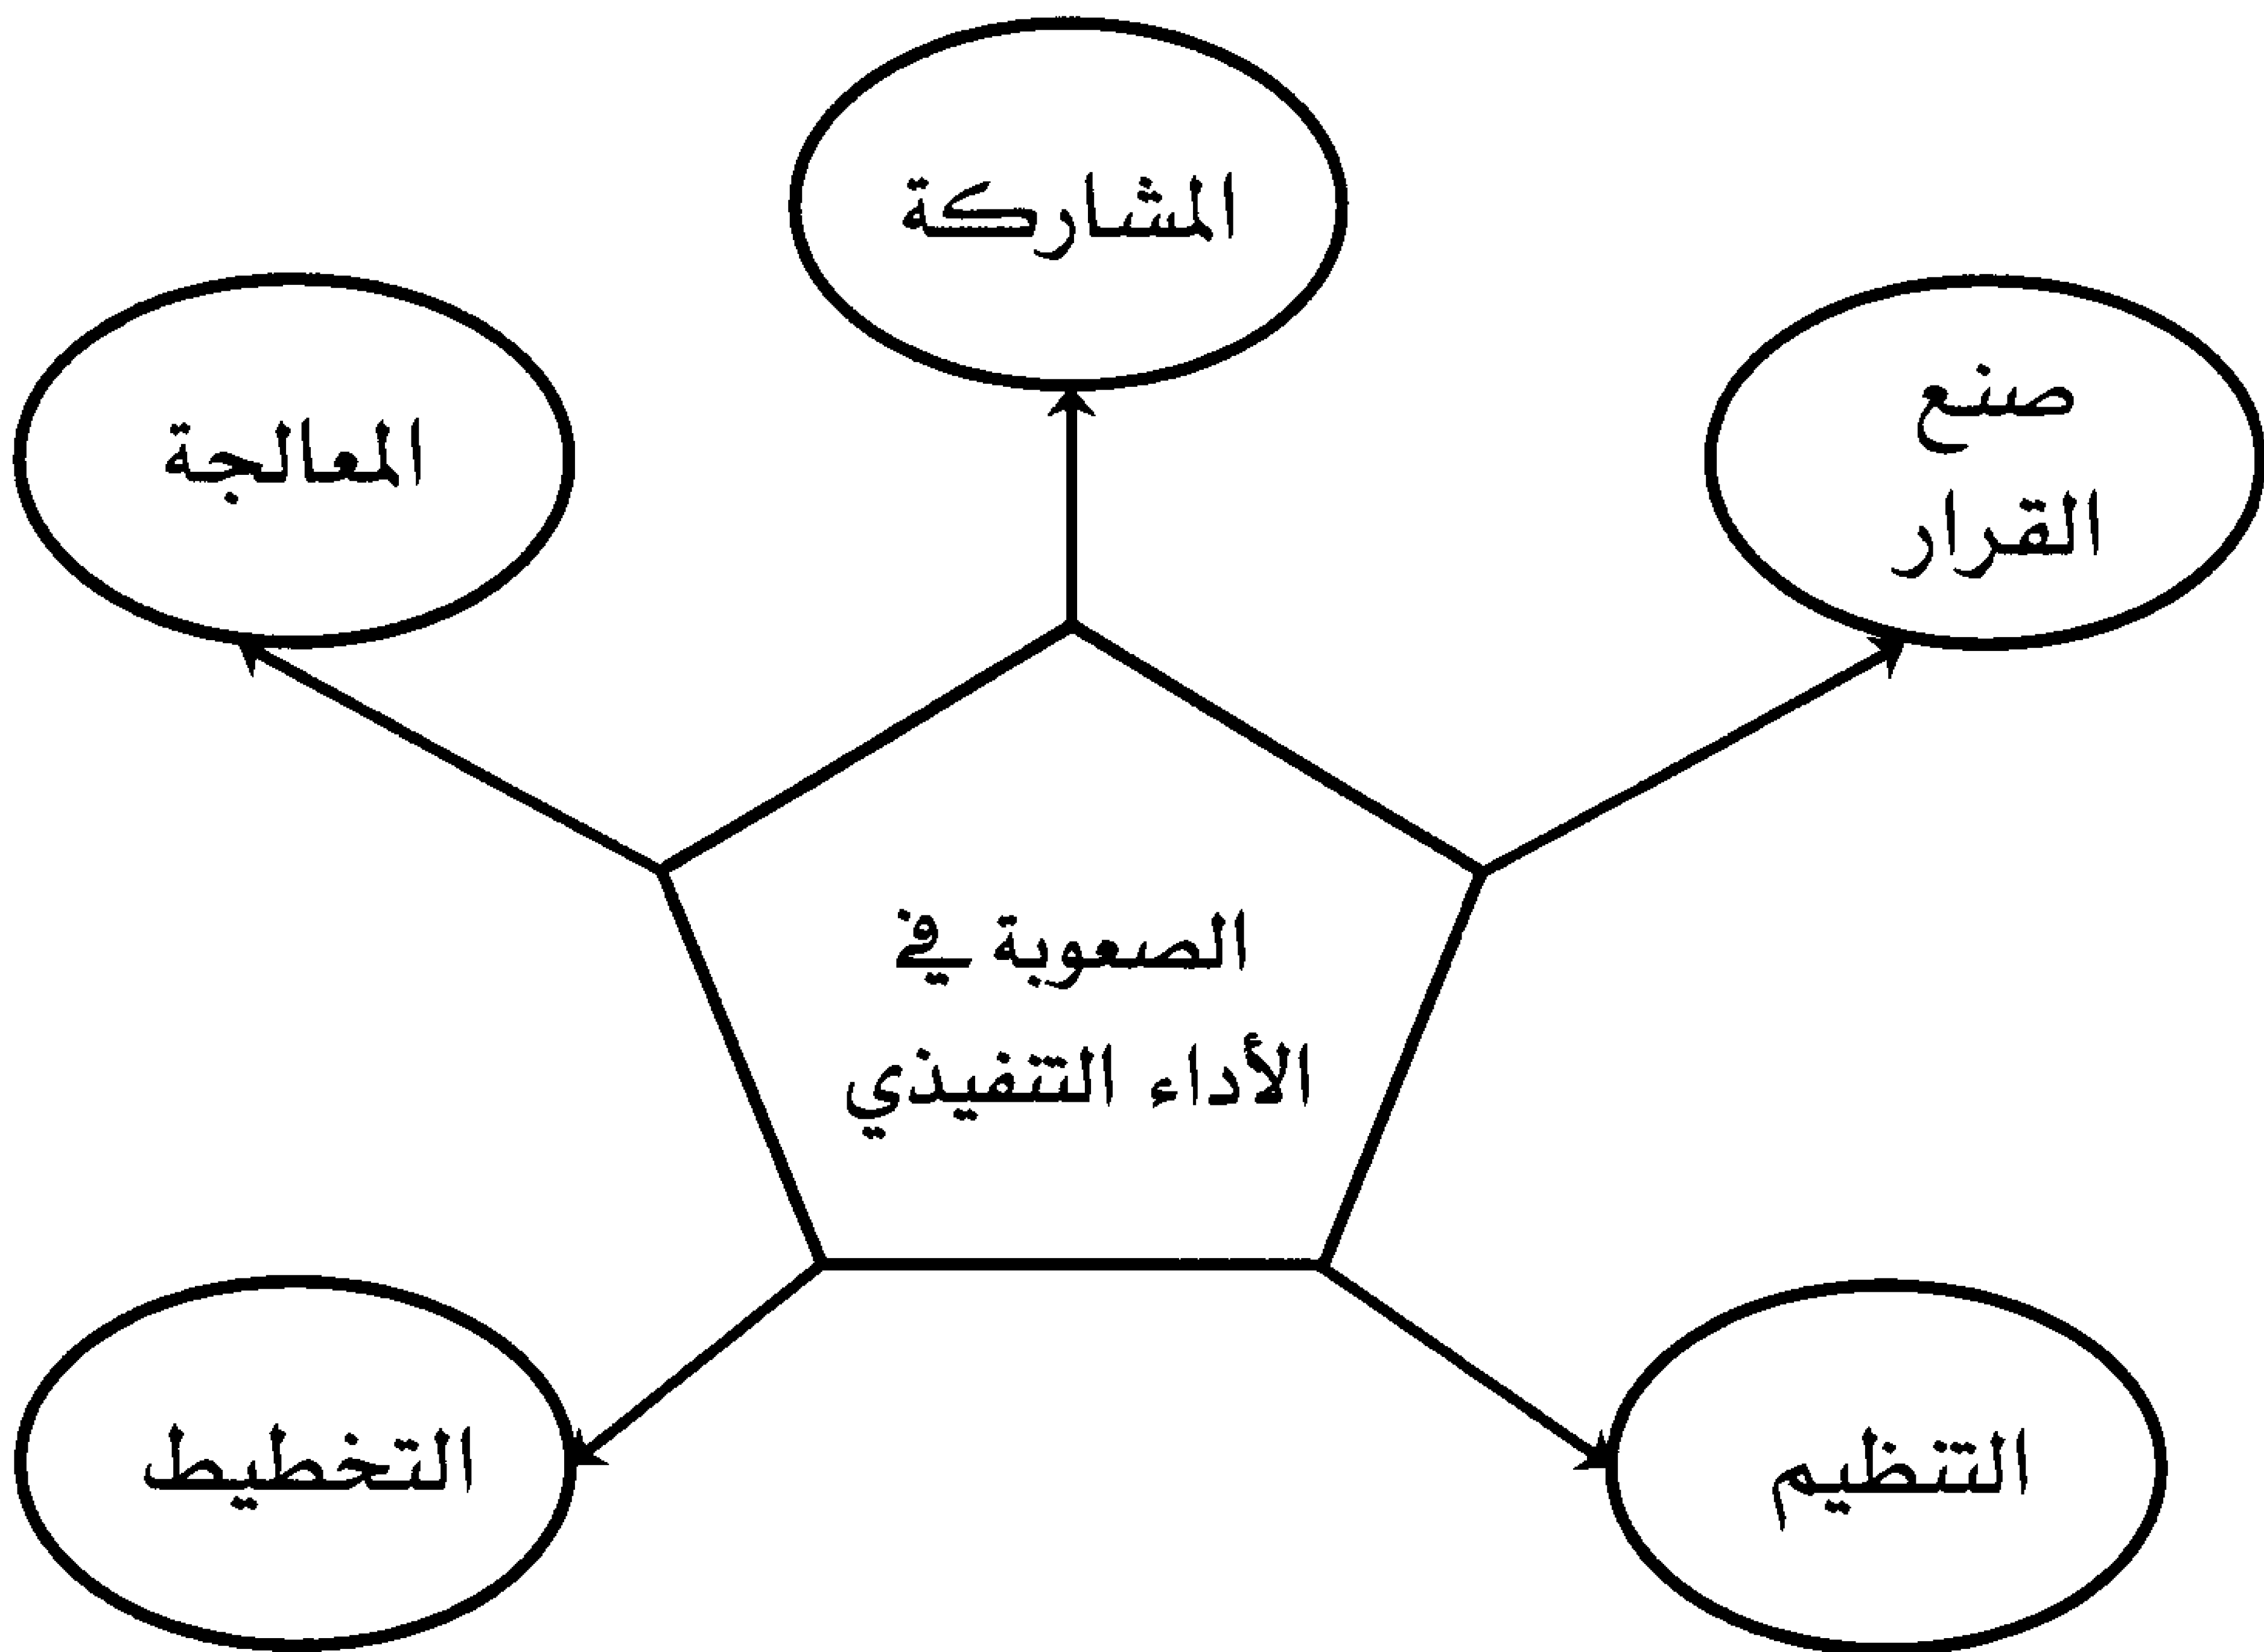 المشاركة
صنع
القرار
المعالجة
الصعوبة في
الأداء التنفيذي
التنظيم
التخطيط